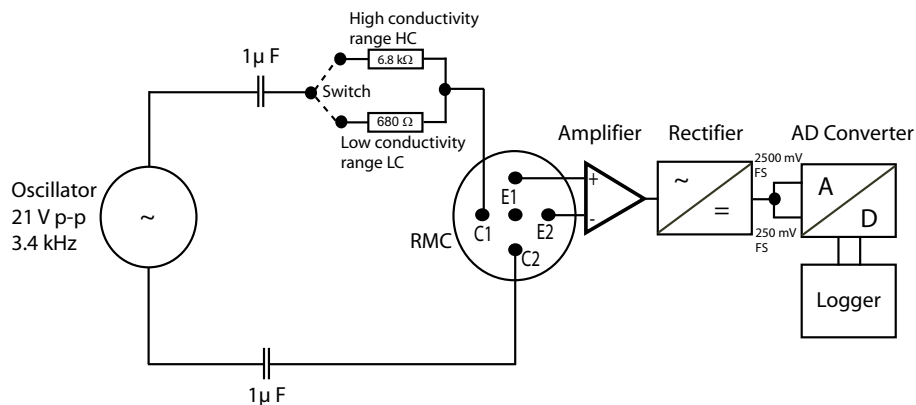 High conductivity
range HC
6.8 kΩ
1µ F
Switch
680 Ω
Low conductivity
range LC
Amplifier
Rectifier
AD Converter
Oscillator
21 V p-p
3.4 kHz
~
RMC
E1
C1
E2
C2
+
-
~
=
2500 mV
FS
250 mV
FS
A
D
Logger
1µ F